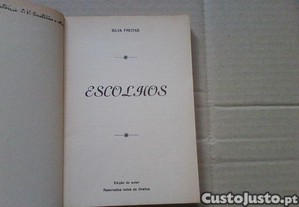 SILVA FREITAS
ESCOLHOS
Edição do autor
Reservados todos os direitos
CustoJusto.pt